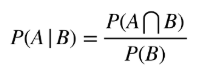 P(A | B) = P(A ⋂ B) / P(B)